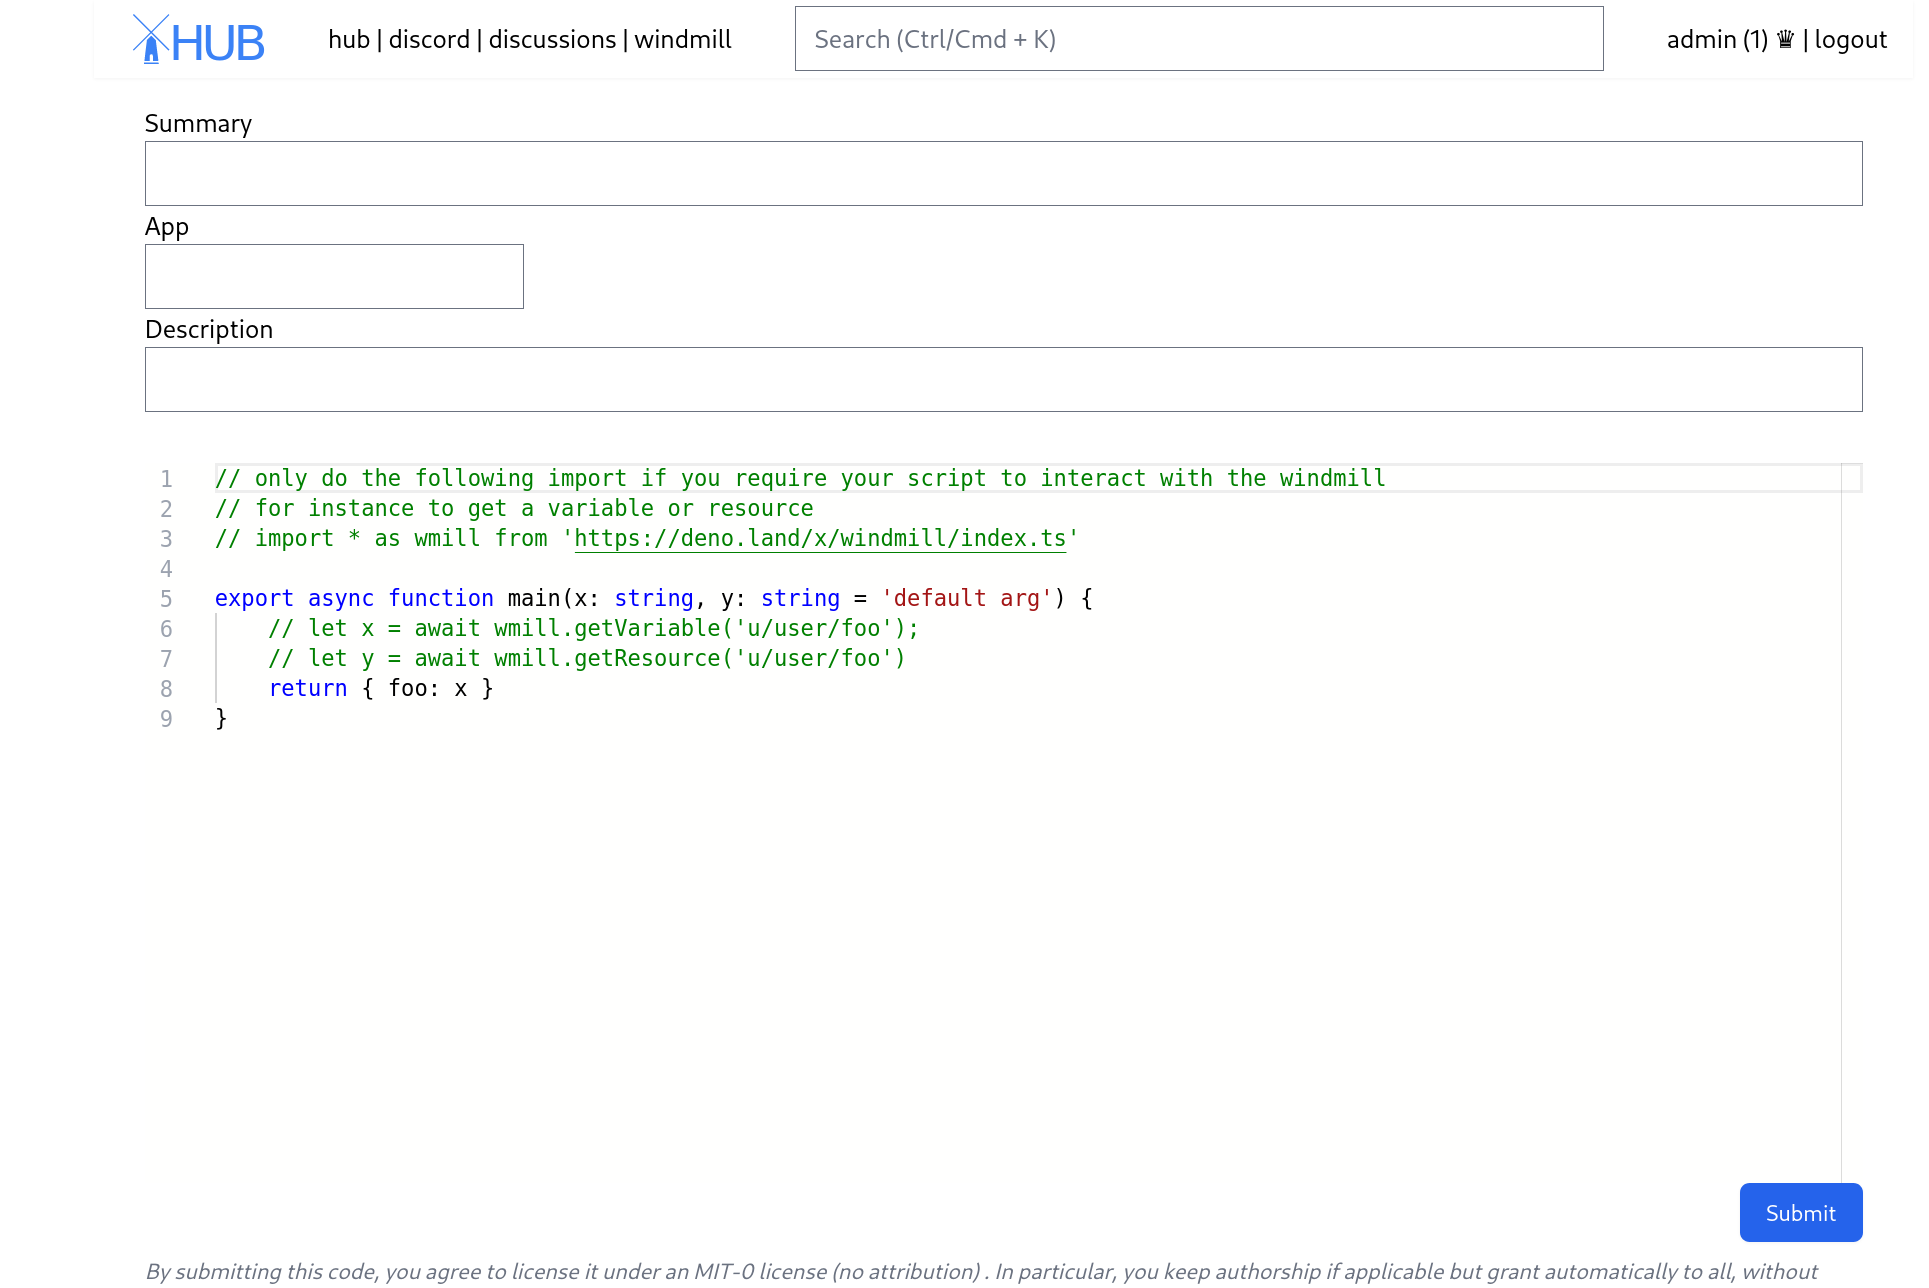 HUB hub | discord | discussions | windmill Search (Ctrl/Cmd + K) admin (1) ♛ | logout
Summary
App
Description
1 // only do the following import if you require your script to interact with the windmill
2 // for instance to get a variable or resource
3 // import * as wmill from 'https://deno.land/x/windmill/index.ts'
4
5 export async function main(x: string, y: string = 'default arg') {
6     // let x = await wmill.getVariable('u/user/foo');
7     // let y = await wmill.getResource('u/user/foo')
8     return { foo: x }
9 }
Submit
By submitting this code, you agree to license it under an MIT-0 license (no attribution) . In particular, you keep authorship if applicable but grant automatically to all, without